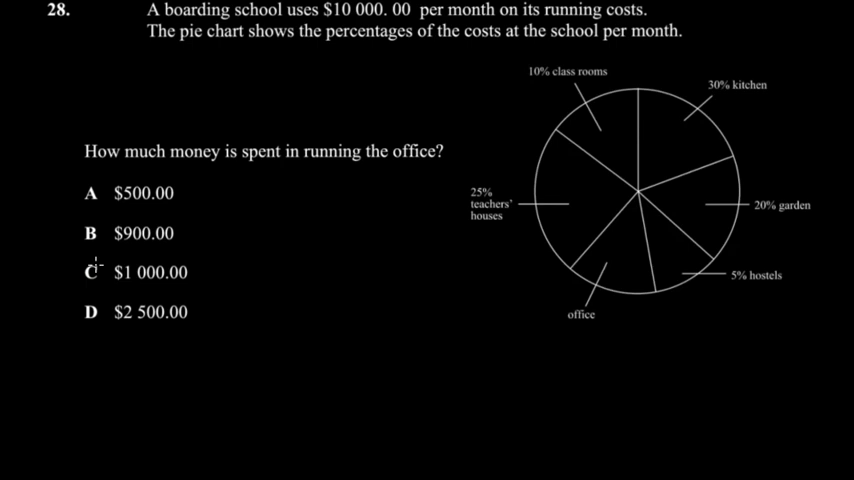 28. A boarding school uses $10 000. 00 per month on its running costs.
The pie chart shows the percentages of the costs at the school per month.
10% class rooms
30% kitchen
How much money is spent in running the office?
A $500.00
25%
teachers'
houses
20% garden
B $900.00
C $1 000.00
5% hostels
D $2 500.00
office